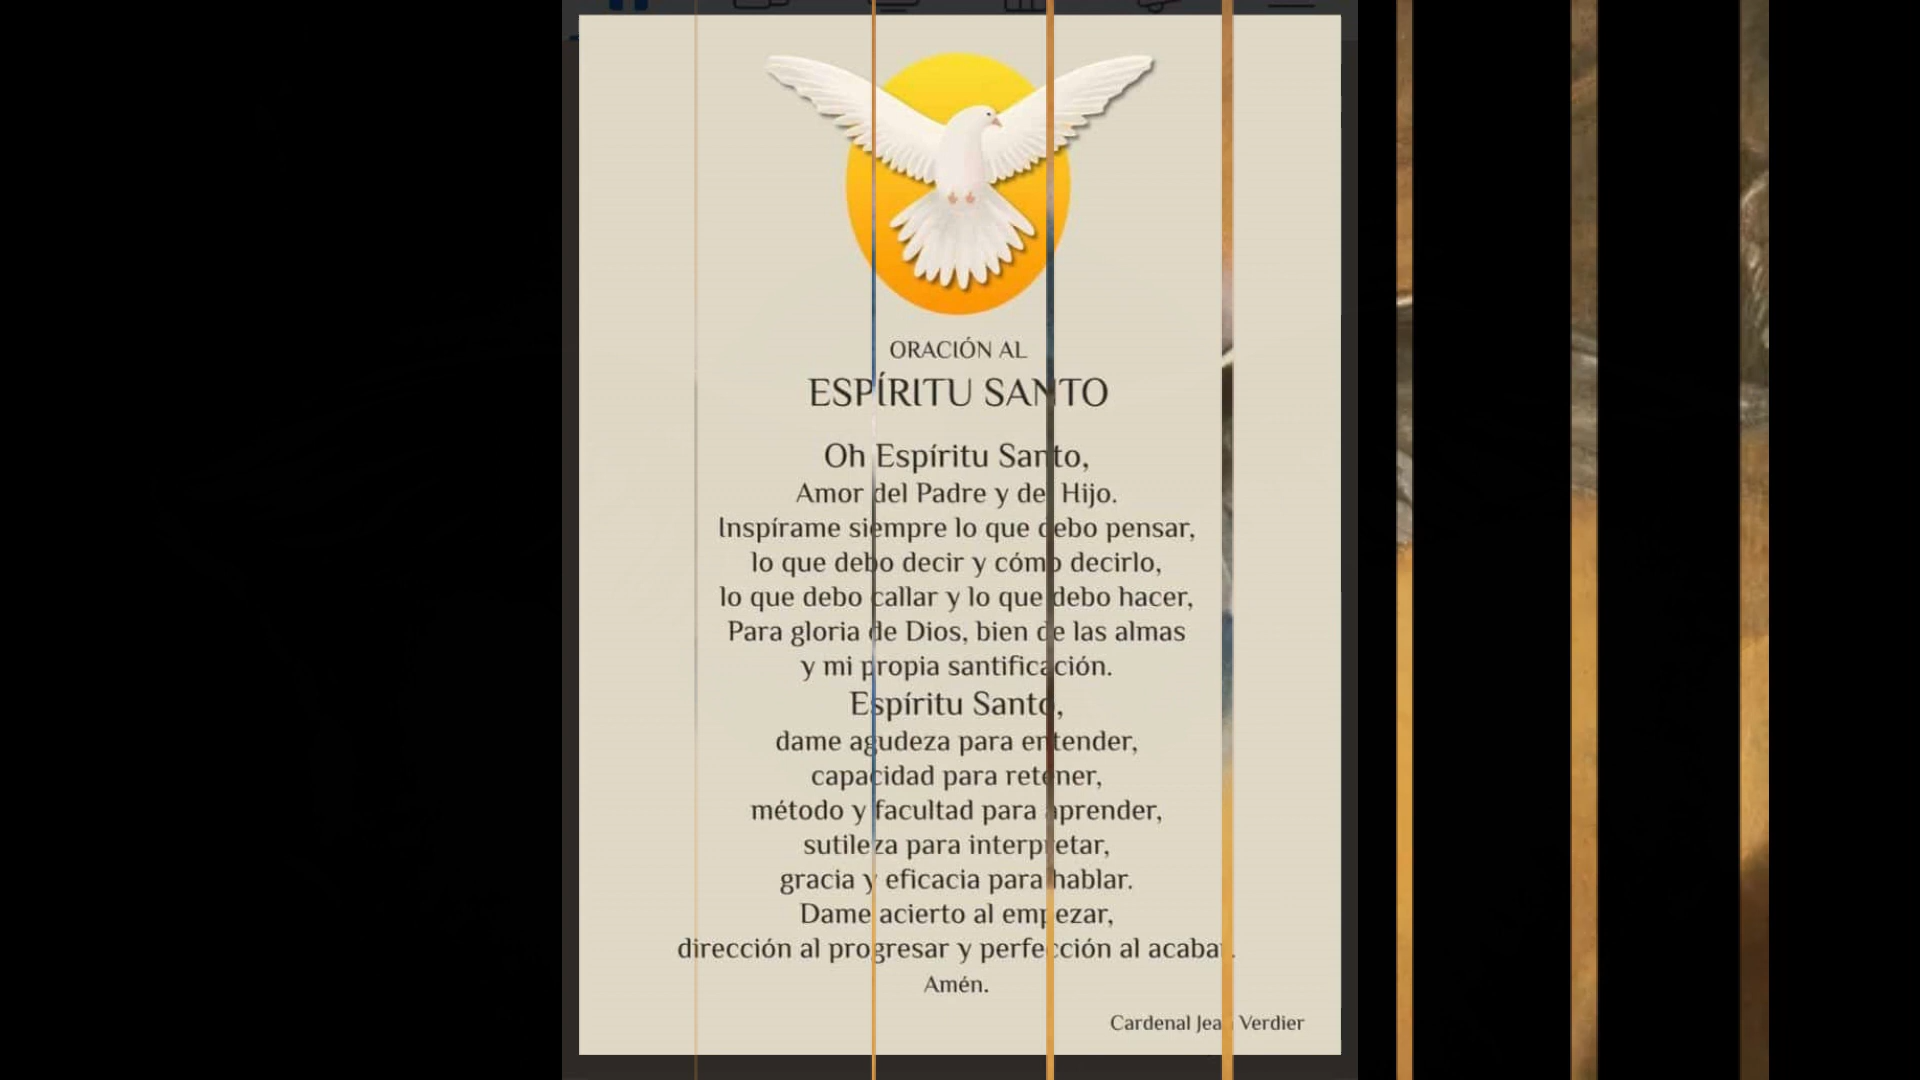 ORACIÓN AL
ESPÍRITU SANTO
Oh Espíritu Santo,
Amor del Padre y del Hijo.
Inspírame siempre lo que debo pensar,
lo que debo decir y cómo decirlo,
lo que debo callar y lo que debo hacer,
Para gloria de Dios, bien de las almas
y mi propia santificación.
Espíritu Santo,
dame agudeza para entender,
capacidad para retener,
método y facultad para aprender,
sutileza para interpretar,
gracia y eficacia para hablar.
Dame acierto al empezar,
dirección al progresar y perfección al acabar.
Amén.
Cardenal Jean Verdier